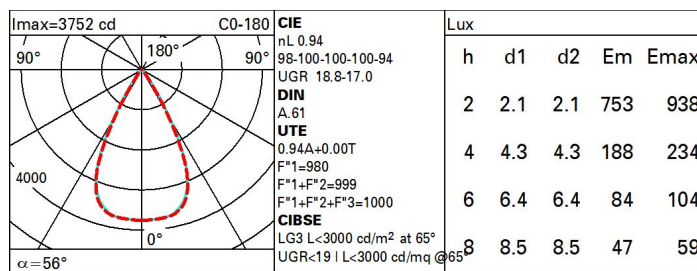 Imax=3752 cd C0-180
90° 180° 90°
4000
0°
α=56°
CIE
nL 0.94
98-100-100-100-94
UGR 18.8-17.0
DIN
A.61
UTE
0.94A+0.00T
F"1=980
F"1+F"2=999
F"1+F"2+F"3=1000
CIBSE
LG3 L<3000 cd/m² at 65°
UGR<19 | L<3000 cd/mq @65°
Lux
h d1 d2 Em Emax
2 2.1 2.1 753 938
4 4.3 4.3 188 234
6 6.4 6.4 84 104
8 8.5 8.5 47 59